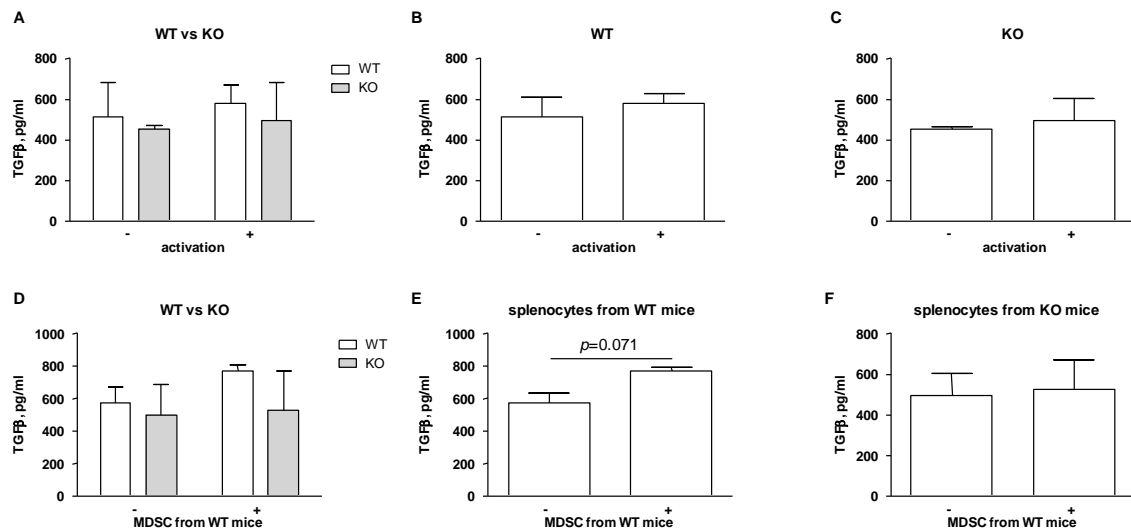 A
WT vs KO
TGFβ, pg/ml
800
600
400
200
0
- +
activation
WT
KO
B
WT
TGFβ, pg/ml
800
600
400
200
0
- +
activation
C
KO
TGFβ, pg/ml
800
600
400
200
0
- +
activation
D
WT vs KO
TGFβ, pg/ml
1000
800
600
400
200
0
- +
MDSC from WT mice
WT
KO
E
splenocytes from WT mice
p=0.071
TGFβ, pg/ml
1000
800
600
400
200
0
- +
MDSC from WT mice
F
splenocytes from KO mice
TGFβ, pg/ml
800
600
400
200
0
- +
MDSC from WT mice